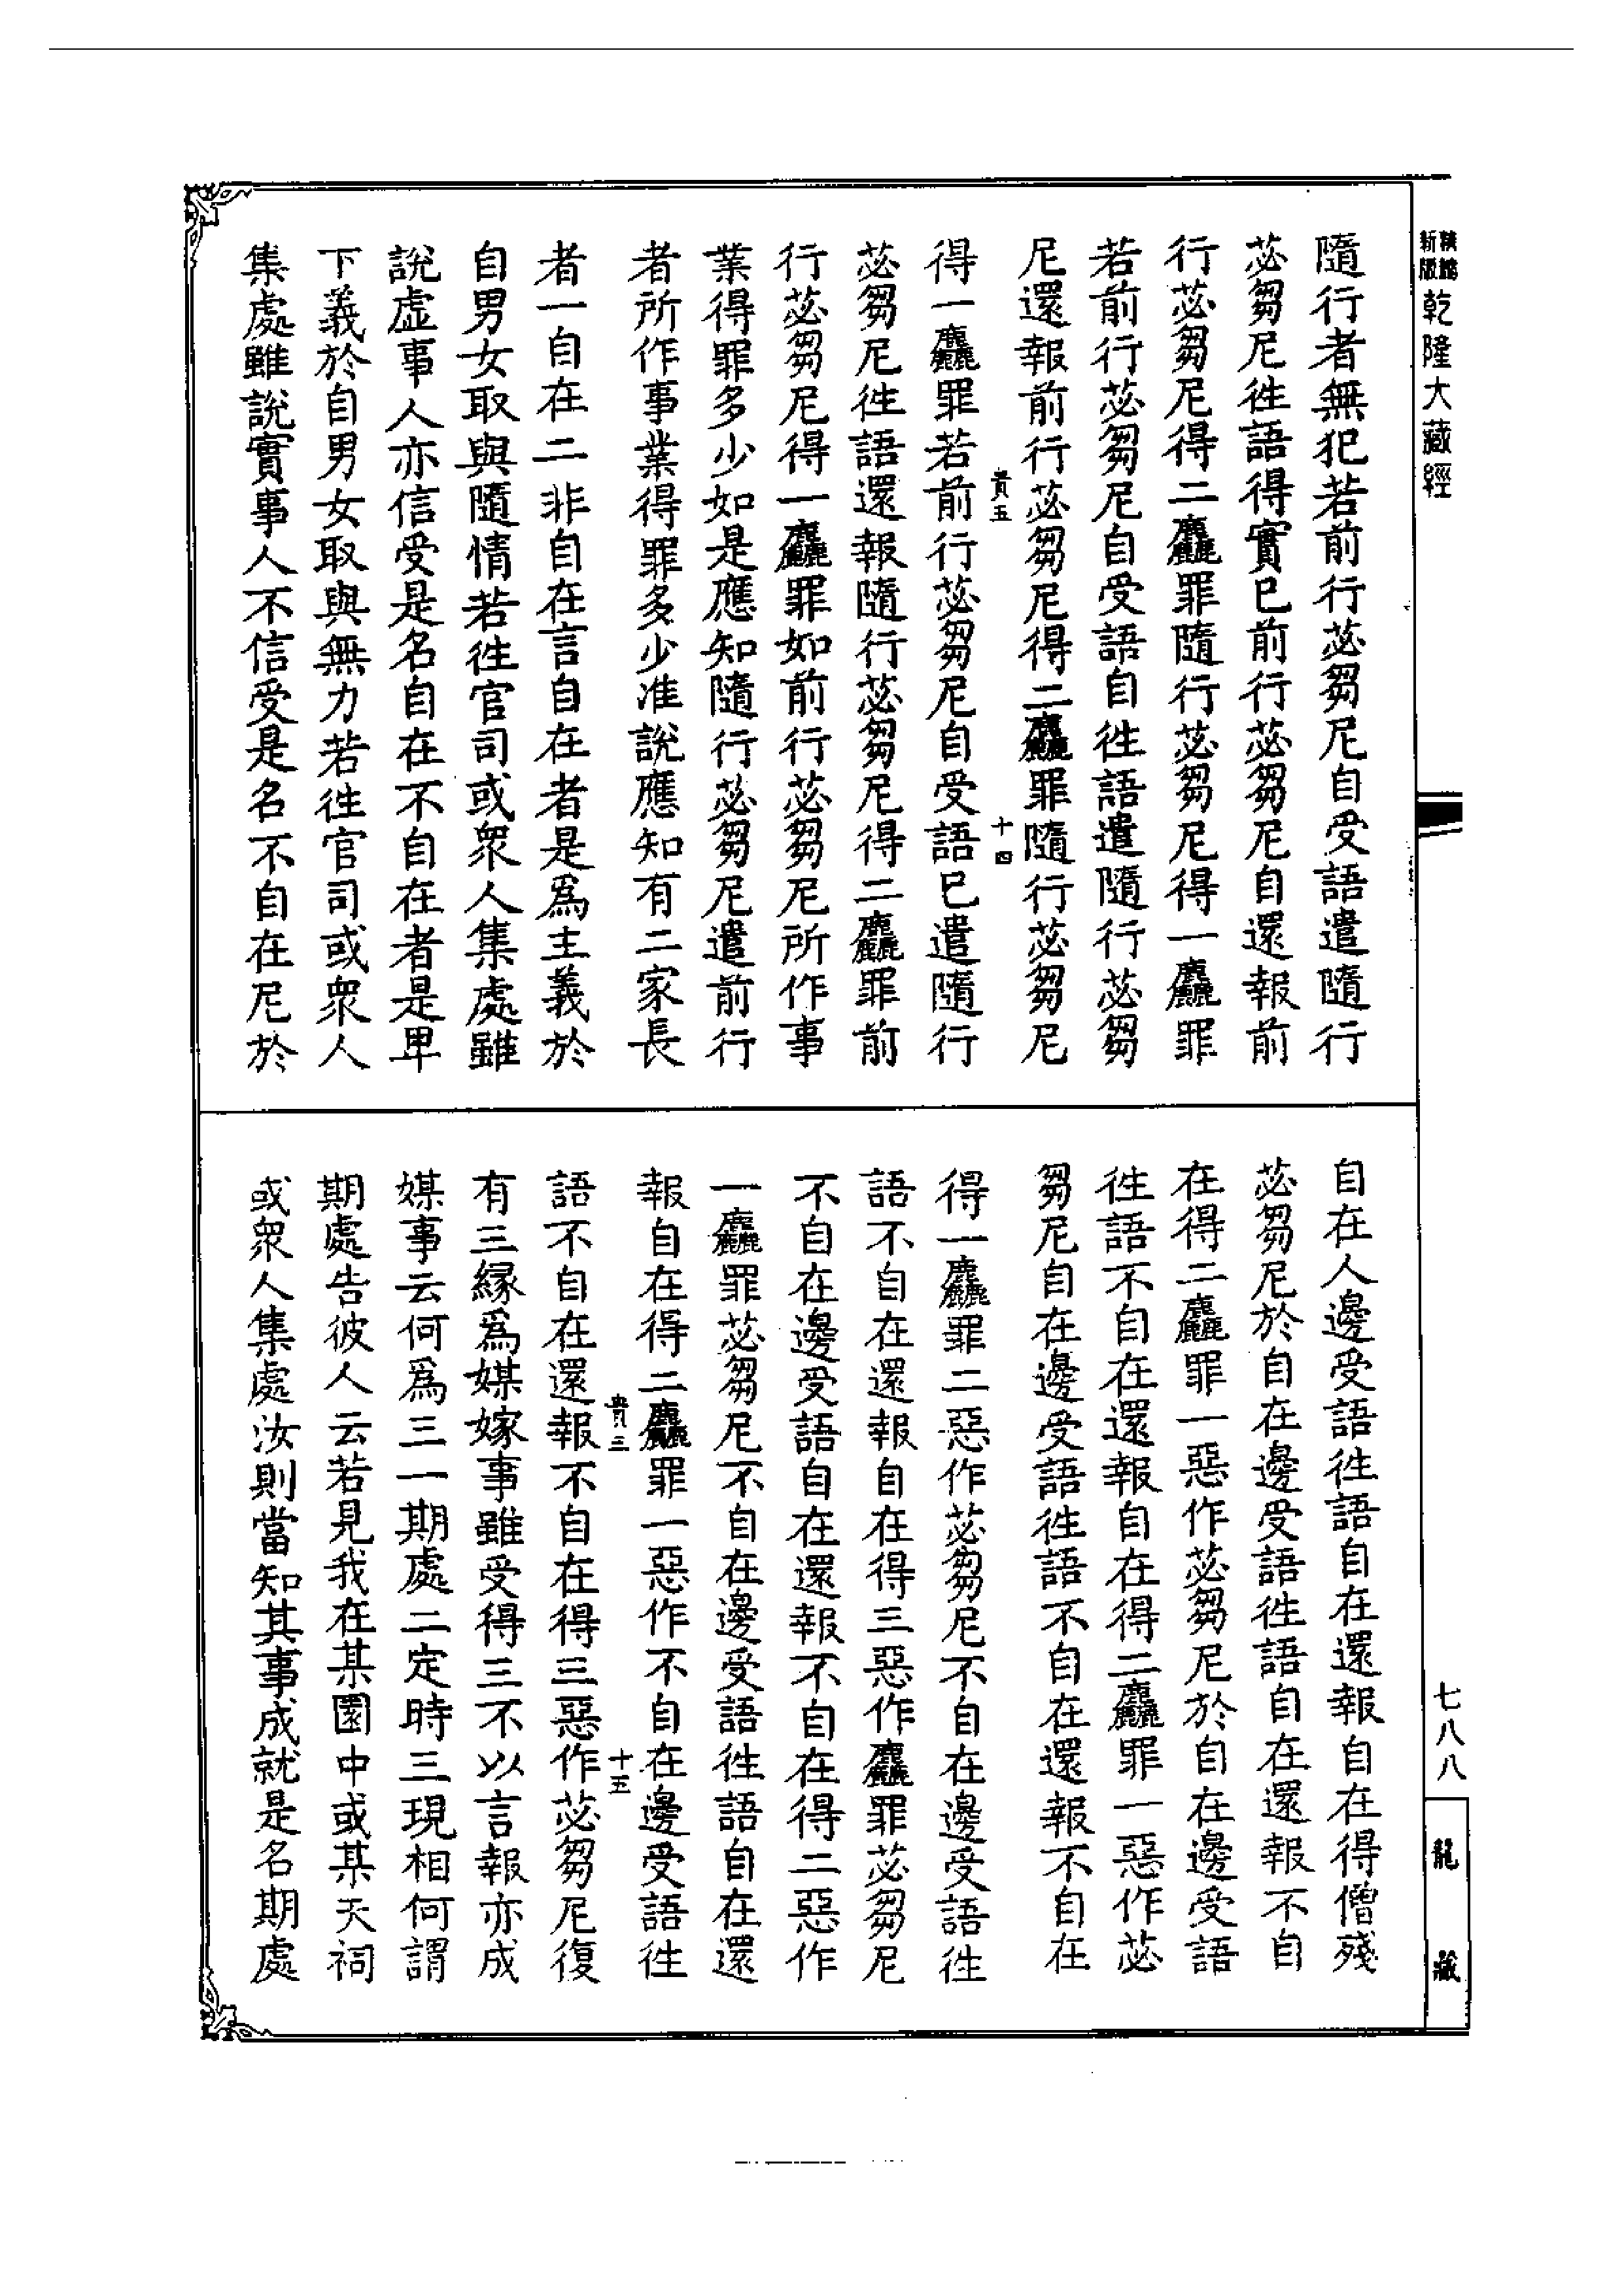 新版
乾隆大藏經
隨行者無犯若前行苾芻尼自受語遣隨行
苾芻尼徃語得實已前行苾芻尼自還報前
行苾芻尼得二麤罪隨行苾芻尼得一麤罪
若前行苾芻尼自受語自徃語遣隨行苾芻
尼還報前行苾芻尼得二麤罪隨行苾芻尼
貴五
十四
得一麤罪若前行苾芻尼自受語已遣隨行
苾芻尼徃語還報隨行苾芻尼得二麤罪前
行苾芻尼得一麤罪如前行苾芻尼所作事
業得罪多少如是應知隨行苾芻尼遣前行
者所作事業得罪多少准說應知有二家長
者一自在二非自在言自在者是爲主義於
自男女取與隨情若徃官司或衆人集處雖
說虛事人亦信受是名自在不自在者是卑
下義於自男女取與無力若徃官司或衆人
集處雖說實事人不信受是名不自在尼於
自在人邊受語徃語自在還報自在得僧殘
苾芻尼於自在邊受語徃語自在還報不自
在得二麤罪一惡作苾芻尼於自在邊受語
徃語不自在還報自在得二麤罪一惡作苾
芻尼自在邊受語徃語不自在還報不自在
得一麤罪二惡作苾芻尼不自在邊受語徃
語不自在還報自在得三惡作麤罪苾芻尼
不自在邊受語自在還報不自在得二惡作
一麤罪苾芻尼不自在邊受語徃語自在還
報自在得二麤罪一惡作不自在邊受語徃
貴三
十五
語不自在還報不自在得三惡作苾芻尼復
有三緣爲媒嫁事雖受得三不以言報亦成
媒事云何爲三一期處二定時三現相何謂
期處告彼人云若見我在某園中或某天祠
或衆人集處汝則當知其事成就是名期處
七八八
龍藏